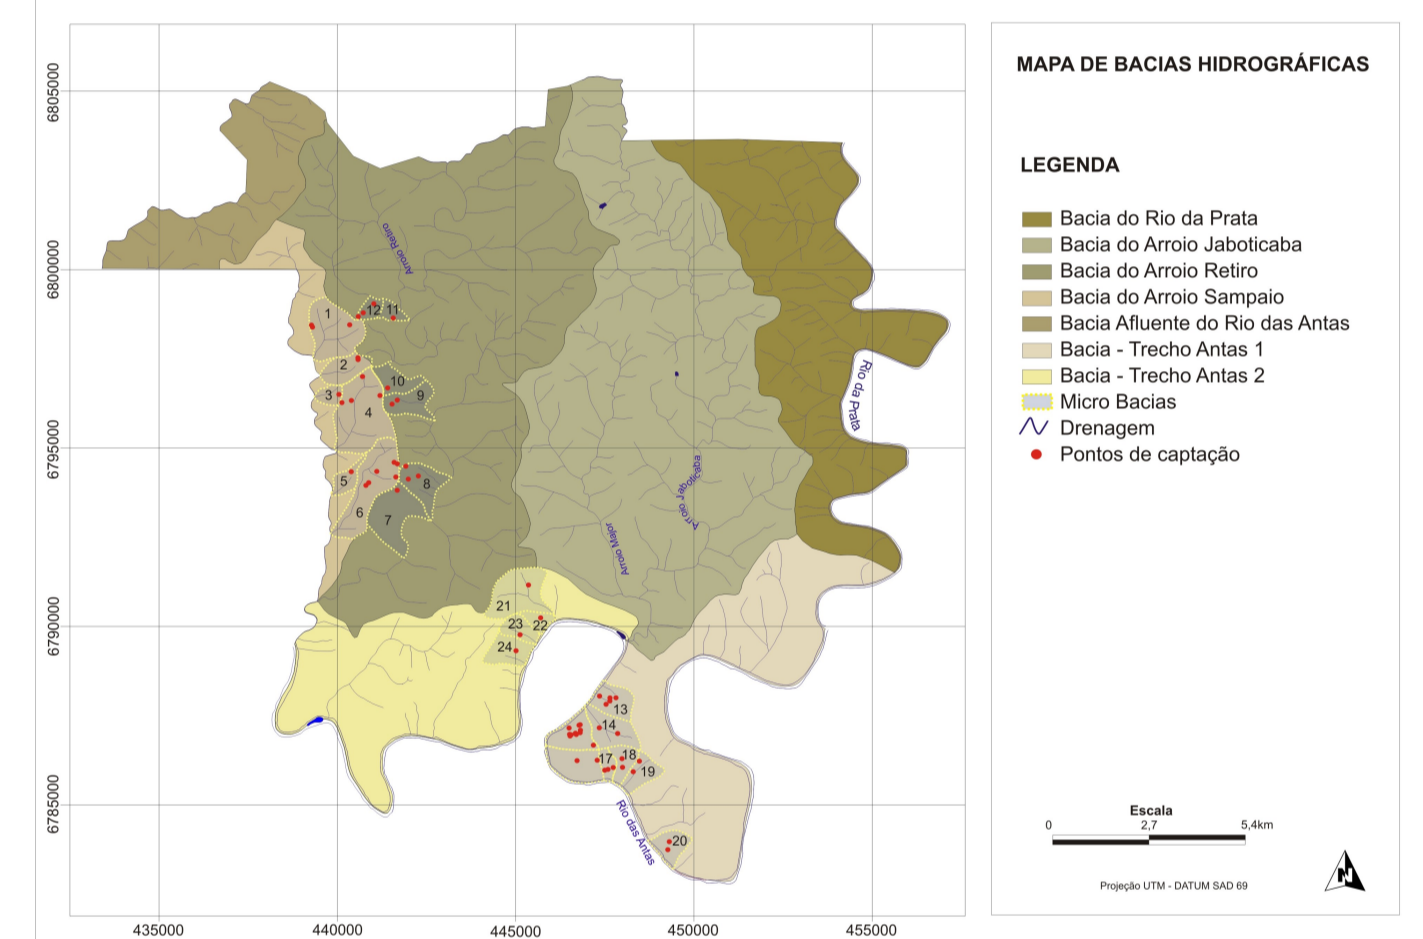 MAPA DE BACIAS HIDROGRÁFICAS
LEGENDA
Bacia do Rio da Prata
Bacia do Arroio Jaboticaba
Bacia do Arroio Retiro
Bacia do Arroio Sampaio
Bacia Afluente do Rio das Antas
Bacia - Trecho Antas 1
Bacia - Trecho Antas 2
Micro Bacias
Drenagem
Pontos de captação
Escala
0 2,7 5,4km
Projeção UTM - DATUM SAD 69
N
6805000
6800000
6795000
6790000
6785000
435000 440000 445000 450000 455000
Arroio Retiro
Rio da Prata
Arroio Jaboticaba
Arroio Major
Rio das Antas
1
12 11
2
10
3
9
4
5
8
6
7
21
23 22
24
13
14
17 18
19
20